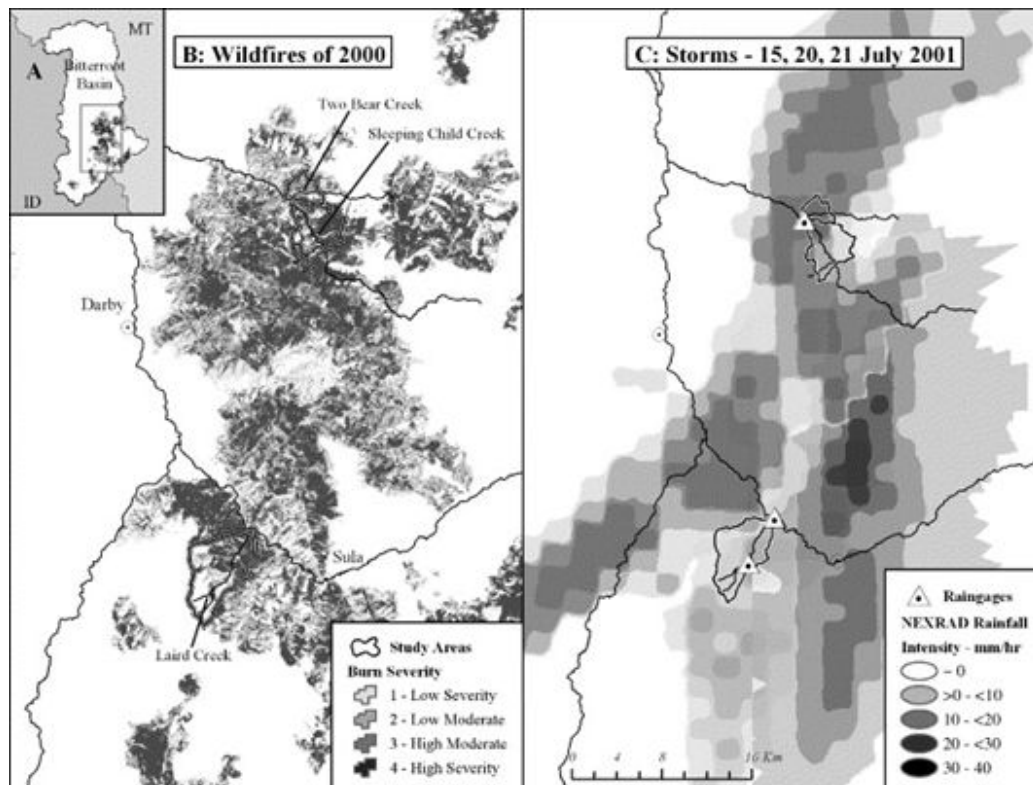 MT
A
Bitterroot
Basin
ID
B: Wildfires of 2000
Two Bear Creek
Sleeping Child Creek
Darby
Sula
Laird Creek
Study Areas
Burn Severity
1 - Low Severity
2 - Low Moderate
3 - High Moderate
4 - High Severity
C: Storms - 15, 20, 21 July 2001
Raingages
NEXRAD Rainfall
Intensity - mm/hr
~ 0
>0 - <10
10 - <20
20 - <30
30 - 40
0 4 8 16 Km